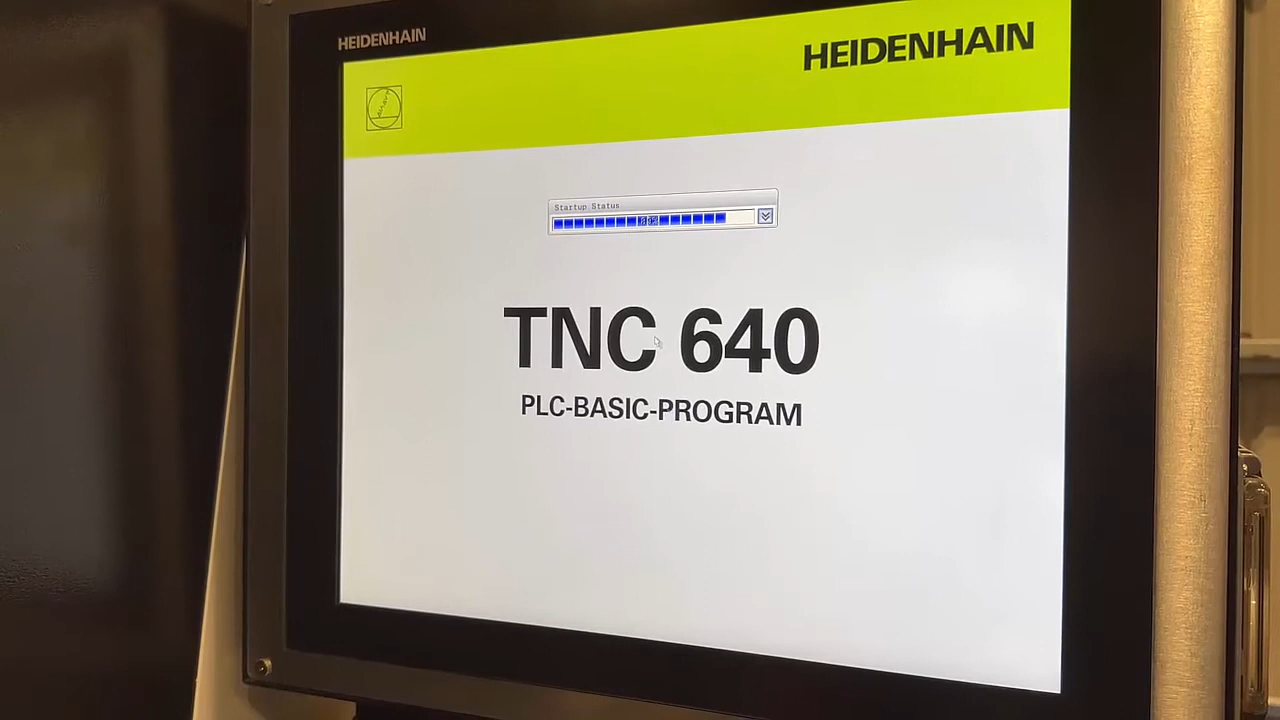 HEIDENHAIN
HEIDENHAIN
Startup Status
TNC 640
PLC-BASIC-PROGRAM